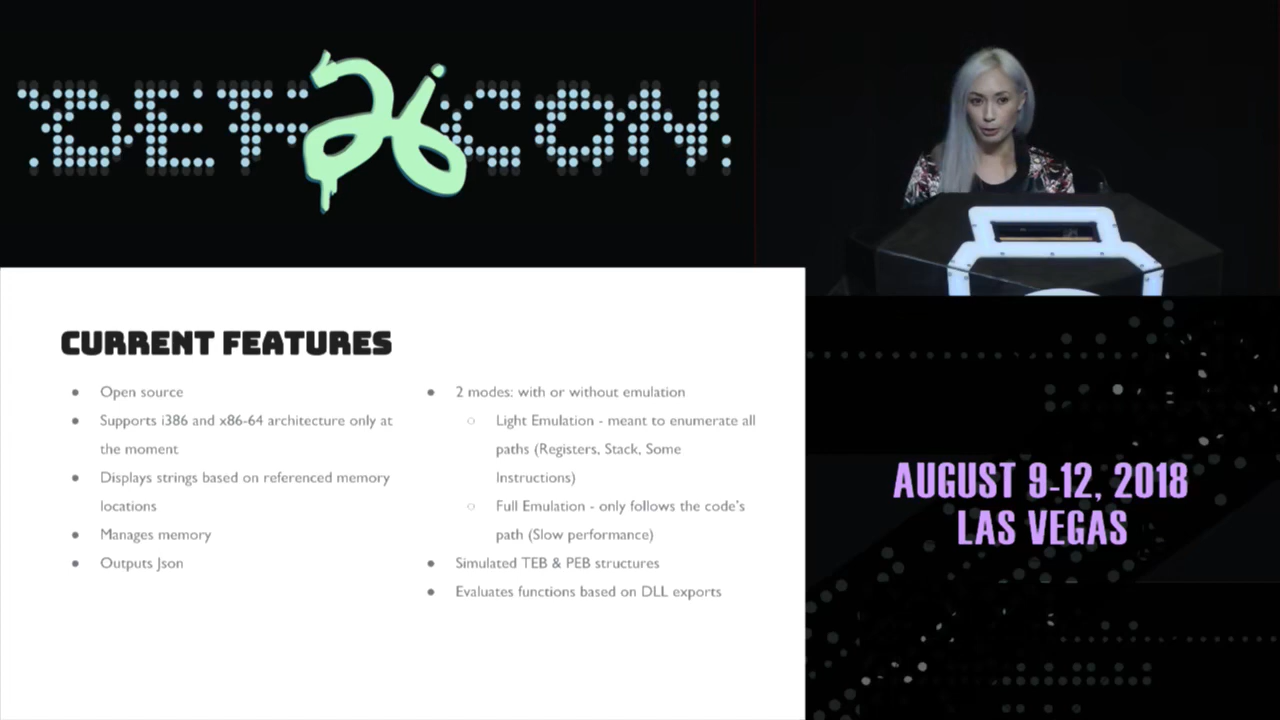 DEF 26 CON
CURRENT FEATURES
● Open source
● Supports i386 and x86-64 architecture only at
the moment
● Displays strings based on referenced memory
locations
● Manages memory
● Outputs Json
● 2 modes: with or without emulation
○ Light Emulation - meant to enumerate all
paths (Registers, Stack, Some
Instructions)
○ Full Emulation - only follows the code's
path (Slow performance)
● Simulated TEB & PEB structures
● Evaluates functions based on DLL exports
AUGUST 9-12, 2018
LAS VEGAS